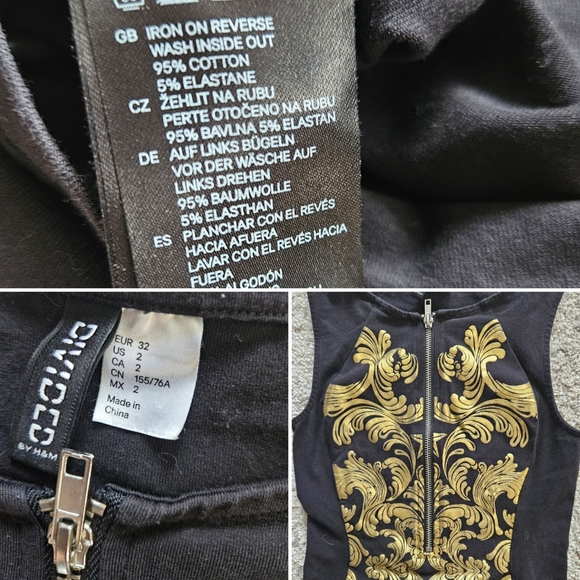 GB IRON ON REVERSE
WASH INSIDE OUT
95% COTTON
5% ELASTANE
CZ ŽEHLIT NA RUBU
PERTE OTOČENO NA RUBU
95% BAVLNA 5% ELASTAN
DE AUF LINKS BÜGELN
VOR DER WÄSCHE AUF
LINKS DREHEN
95% BAUMWOLLE
5% ELASTHAN
ES PLANCHAR CON EL REVÉS
HACIA AFUERA
LAVAR CON EL REVÉS HACIA
FUERA
ALGODÓN
DIVIDED
BY H&M
EUR 32
US 2
CA 2
CN 155/76A
MX 2
Made in
China